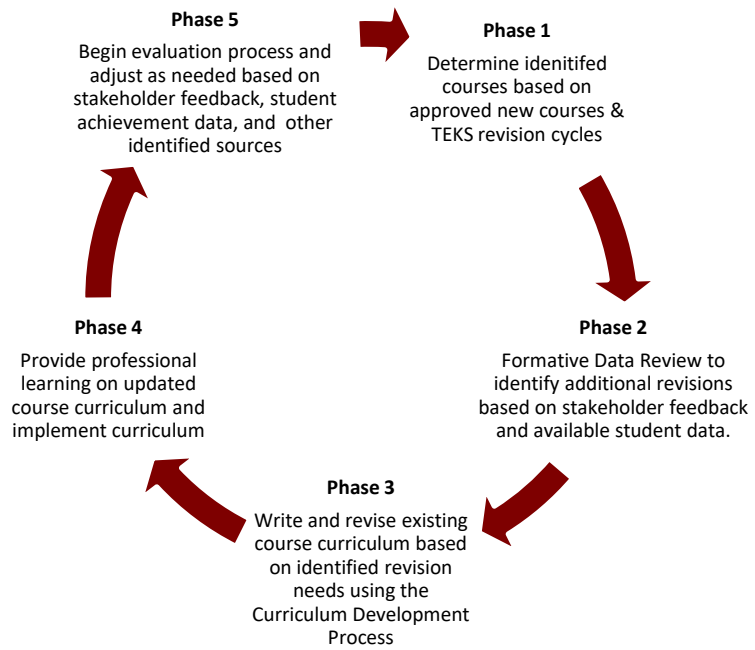 Phase 1
Determine idenitifed
courses based on
approved new courses &
TEKS revision cycles
Phase 2
Formative Data Review to
identify additional revisions
based on stakeholder feedback
and available student data.
Phase 3
Write and revise existing
course curriculum based
on identified revision
needs using the
Curriculum Development
Process
Phase 4
Provide professional
learning on updated
course curriculum and
implement curriculum
Phase 5
Begin evaluation process and
adjust as needed based on
stakeholder feedback, student
achievement data, and other
identified sources